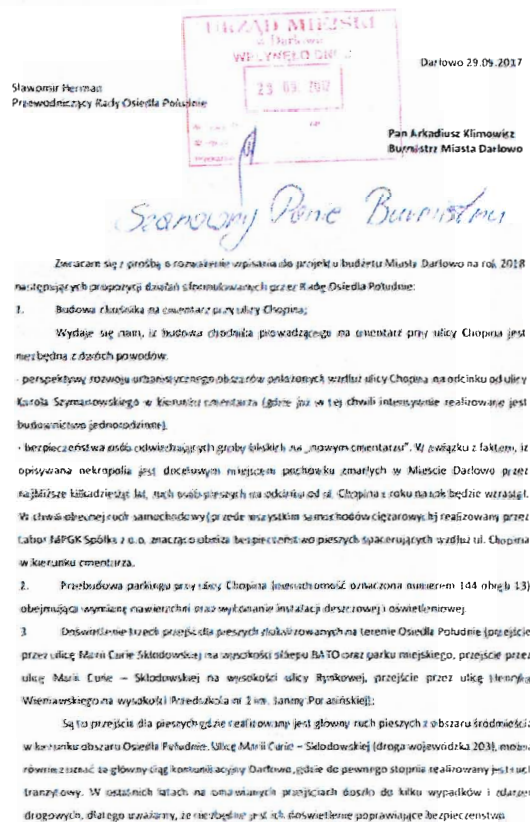 URZĄD MIEJSKI
w Darłowie
WPŁYNĘŁO DNIA
29. 09. 2017
Darłowo 29.09.2017
Sławomir Herman
Przewodniczący Rady Osiedla Południe
Pan Arkadiusz Klimowicz
Burmistrz Miasta Darłowo
Szanowny Panie Burmistrzu
Zwracam się z prośbą o rozważenie wpisania do projektu budżetu Miasta Darłowo na rok 2018
następujących propozycji działań sformułowanych przez Radę Osiedla Południe:
1. Budowa chodnika na cmentarz przy ulicy Chopina;
Wydaje się nam, iż budowa chodnika prowadzącego na cmentarz przy ulicy Chopina jest
niezbędna z dwóch powodów.
- perspektywy rozwoju urbanistycznego obszarów położonych wzdłuż ulicy Chopina na odcinku od ulicy
Karola Szymanowskiego w kierunku cmentarza (gdzie już w tej chwili intensywnie realizowane jest
budownictwo jednorodzinne).
- bezpieczeństwa osób odwiedzających groby bliskich na „nowym cmentarzu". W związku z faktem, iż
opisywana nekropolia jest docelowym miejscem pochówku zmarłych w Mieście Darłowo przez
najbliższe kilkadziesiąt lat, ruch osób pieszych na odcinku od ul. Chopina z roku na rok będzie wzrastał.
W chwili obecnej ruch samochodowy (przede wszystkim samochodów ciężarowych) realizowany przez
tabor MPGK Spółka z o.o. znacząco obniża bezpieczeństwo pieszych spacerujących wzdłuż ul. Chopina
w kierunku cmentarza.
2. Przebudowa parkingu przy ulicy Chopina (nieruchomość oznaczona numerem 144 obręb 13)
obejmująca wymianę nawierzchni oraz wykonanie instalacji deszczowej i oświetleniowej
3 Doświetlenie trzech przejść dla pieszych zlokalizowanych na terenie Osiedla Południe (przejście
przez ulicę Marii Curie Skłodowskiej na wysokości sklepu BATO oraz parku miejskiego, przejście przez
ulicę Marii Curie – Skłodowskiej na wysokości ulicy Rynkowej, przejście przez ulicę Henryka
Wieniawskiego na wysokości Przedszkola nr 2 im. Janiny Porazińskiej);
Są to przejścia dla pieszych gdzie realizowany jest główny ruch pieszych z obszaru śródmieścia
w kierunku obszaru Osiedla Południe. Ulicę Marii Curie – Skłodowskiej (droga wojewódzka 203), można
również uznać za główny ciąg komunikacyjny Darłowo, gdzie do pewnego stopnia realizowany jest ruch
tranzytowy. W ostatnich latach na omawianych przejściach doszło do kilku wypadków i zdarzeń
drogowych, dlatego uważamy, że niezbędne jest ich doświetlenie poprawiające bezpieczeństwo